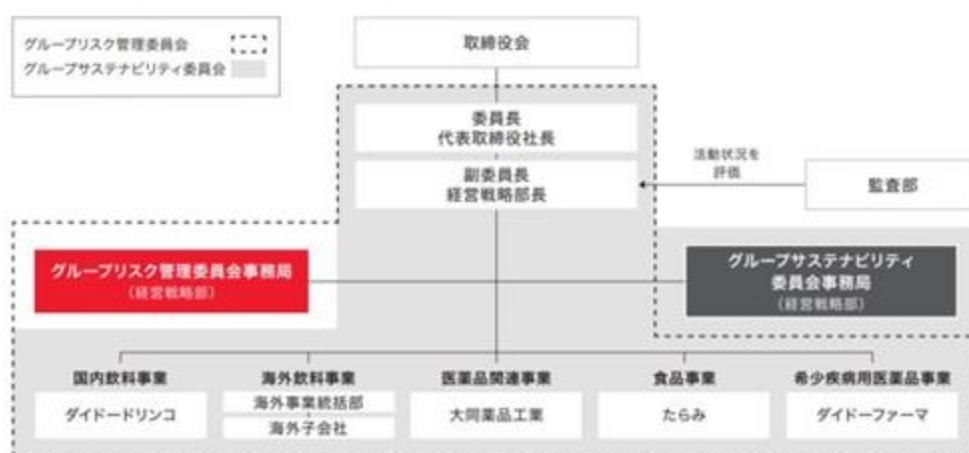 グループリスク管理委員会
グループサステナビリティ委員会
取締役会
委員長
代表取締役社長
副委員長
経営戦略部長
活動状況を
評価
監査部
グループリスク管理委員会事務局
（経営戦略部）
グループサステナビリティ
委員会事務局
（経営戦略部）
国内飲料事業
ダイドードリンコ
海外飲料事業
海外事業統括部
海外子会社
医薬品関連事業
大同薬品工業
食品事業
たらみ
希少疾病用医薬品事業
ダイドーファーマ